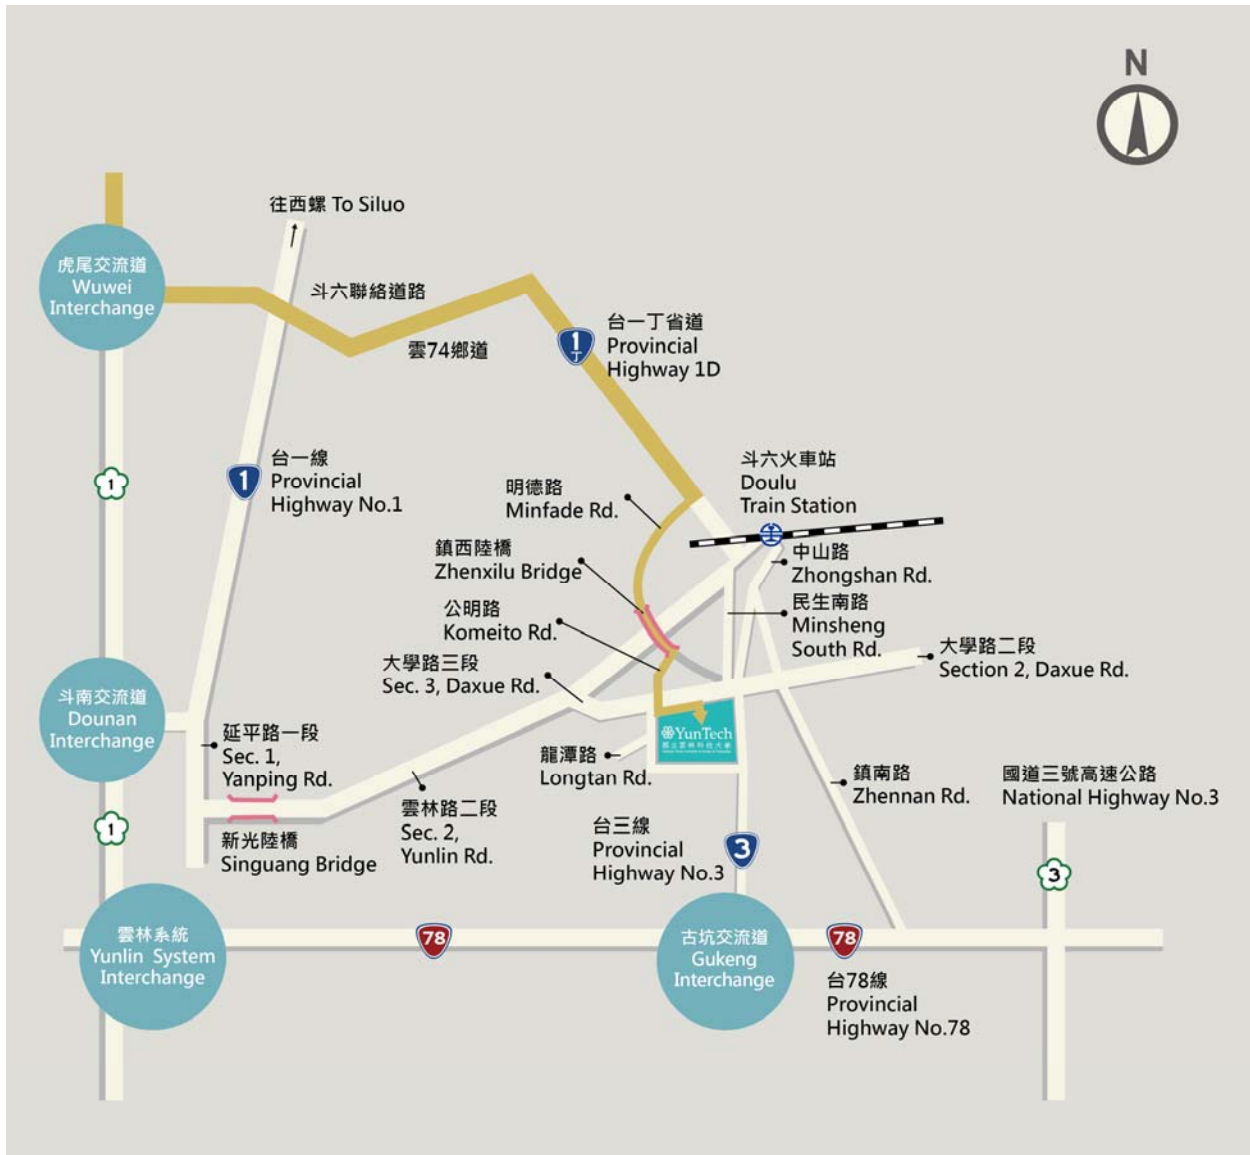 N
往西螺 To Siluo
虎尾交流道
Wuwei
Interchange
斗六聯絡道路
雲74鄉道
1
丁
台一丁省道
Provincial
Highway 1D
1
1
台一線
Provincial
Highway No.1
明德路
Minfade Rd.
斗六火車站
Doulu
Train Station
鎮西陸橋
Zhenxilu Bridge
中山路
Zhongshan Rd.
公明路
Komeito Rd.
民生南路
Minsheng
South Rd.
大學路三段
Sec. 3, Daxue Rd.
大學路二段
Section 2, Daxue Rd.
斗南交流道
Dounan
Interchange
延平路一段
Sec. 1,
Yanping Rd.
YunTech
國立雲林科技大學
龍潭路
Longtan Rd.
鎮南路
Zhennan Rd.
國道三號高速公路
National Highway No.3
1
新光陸橋
Singuang Bridge
雲林路二段
Sec. 2,
Yunlin Rd.
台三線
Provincial
Highway No.3
3
3
雲林系統
Yunlin System
Interchange
78
古坑交流道
Gukeng
Interchange
78
台78線
Provincial
Highway No.78